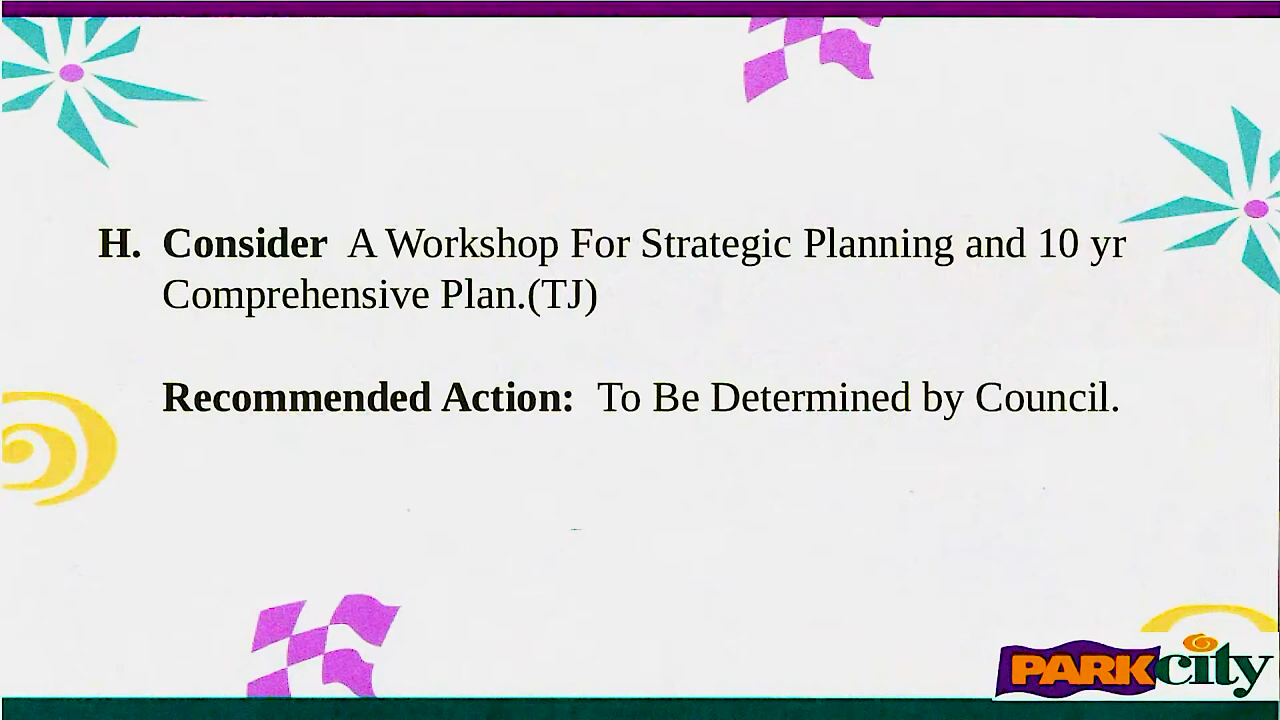 H. Consider A Workshop For Strategic Planning and 10 yr
Comprehensive Plan.(TJ)
Recommended Action: To Be Determined by Council.
PARKcity